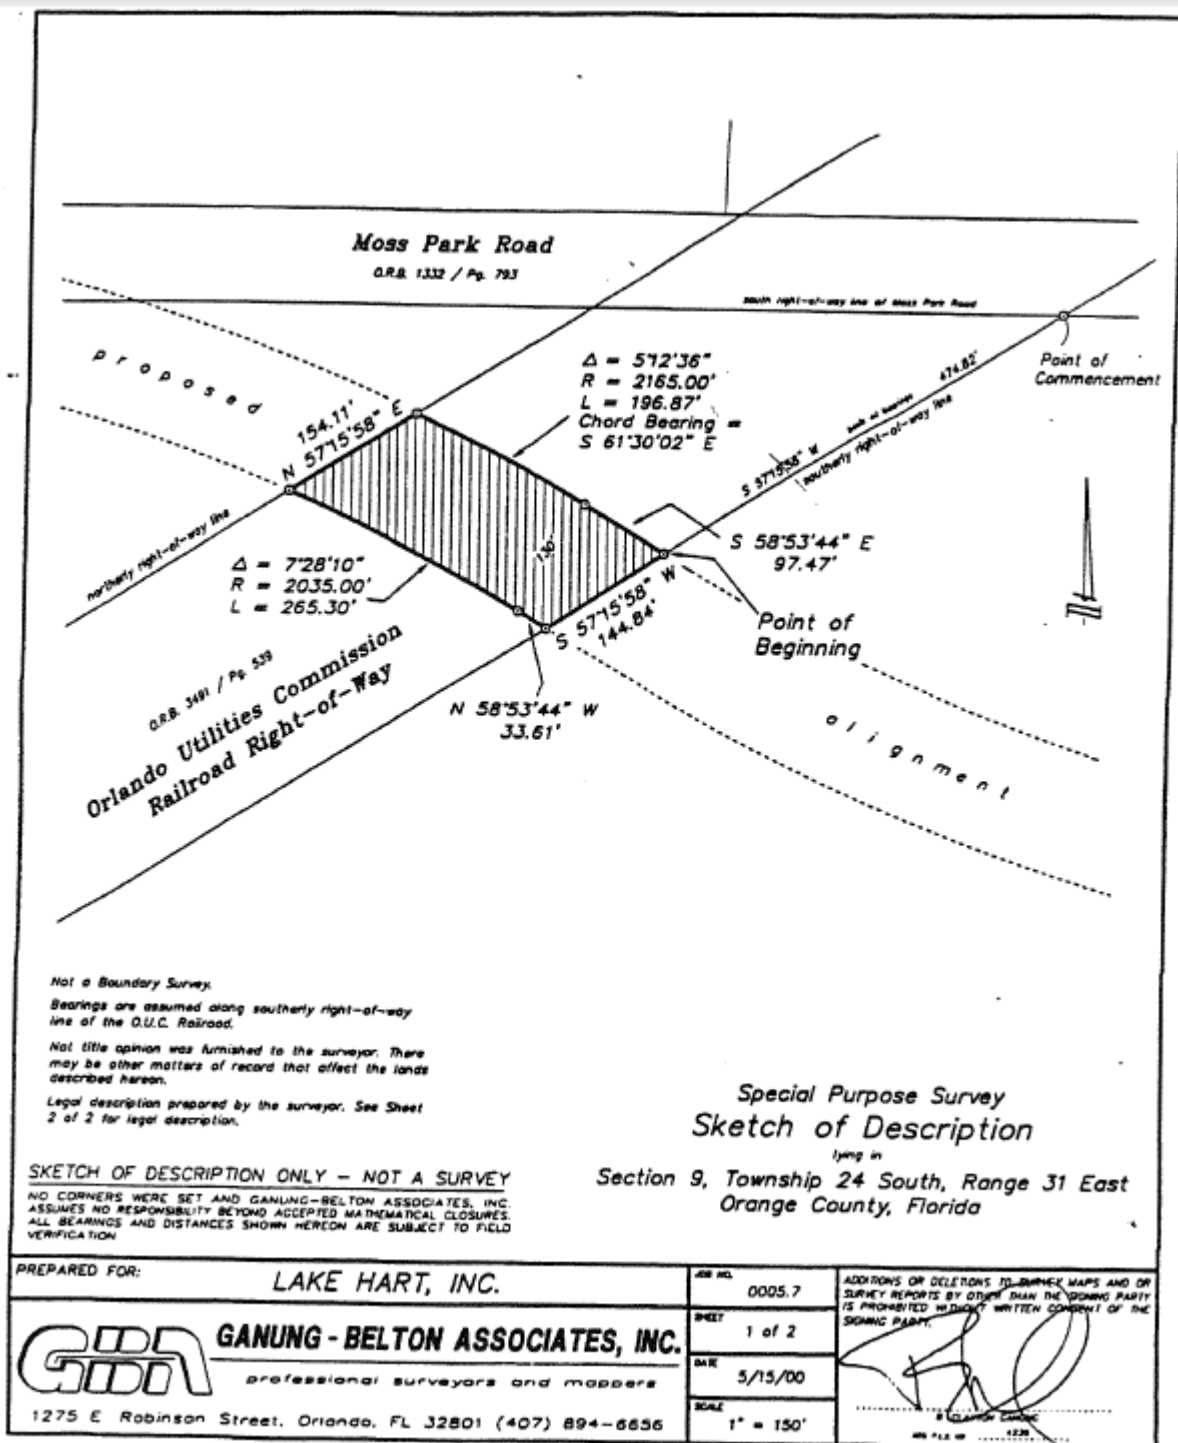 Moss Park Road
O.R.B. 1332 / Pg. 793
south right-of-way line of Moss Park Road
proposed
Δ = 5°12'36"
R = 2165.00'
L = 196.87'
Chord Bearing =
S 61°30'02" E
Point of
Commencement
474.82'
basis of bearings
S 57°15'58" W
southerly right-of-way line
154.11'
N 57°15'58" E
northerly right-of-way line
130'
S 58°53'44" E
97.47'
Δ = 7°28'10"
R = 2035.00'
L = 265.30'
S 57°15'58" W
144.84'
Point of
Beginning
N 58°53'44" W
33.61'
O.R.B. 3491 / Pg. 539
Orlando Utilities Commission
Railroad Right-of-Way
alignment
Not a Boundary Survey.
Bearings are assumed along southerly right-of-way
line of the O.U.C. Railroad.
Not title opinion was furnished to the surveyor. There
may be other matters of record that affect the lands
described hereon.
Legal description prepared by the surveyor. See Sheet
2 of 2 for legal description.
Special Purpose Survey
Sketch of Description
lying in
Section 9, Township 24 South, Range 31 East
Orange County, Florida
SKETCH OF DESCRIPTION ONLY - NOT A SURVEY
NO CORNERS WERE SET AND GANUNG-BELTON ASSOCIATES, INC.
ASSUMES NO RESPONSIBILITY BEYOND ACCEPTED MATHEMATICAL CLOSURES.
ALL BEARINGS AND DISTANCES SHOWN HEREON ARE SUBJECT TO FIELD
VERIFICATION
PREPARED FOR:
LAKE HART, INC.
JOB NO.
0005.7
SHEET
1 of 2
DATE
5/15/00
SCALE
1" = 150'
ADDITIONS OR DELETIONS TO SURVEY MAPS AND OR
SURVEY REPORTS BY OTHER THAN THE SIGNING PARTY
IS PROHIBITED WITHOUT WRITTEN CONSENT OF THE
SIGNING PARTY.
GBA
GANUNG - BELTON ASSOCIATES, INC.
professional surveyors and mappers
1275 E Robinson Street, Orlando, FL 32801 (407) 894-6656
R CLAYTON GANUNG
4236